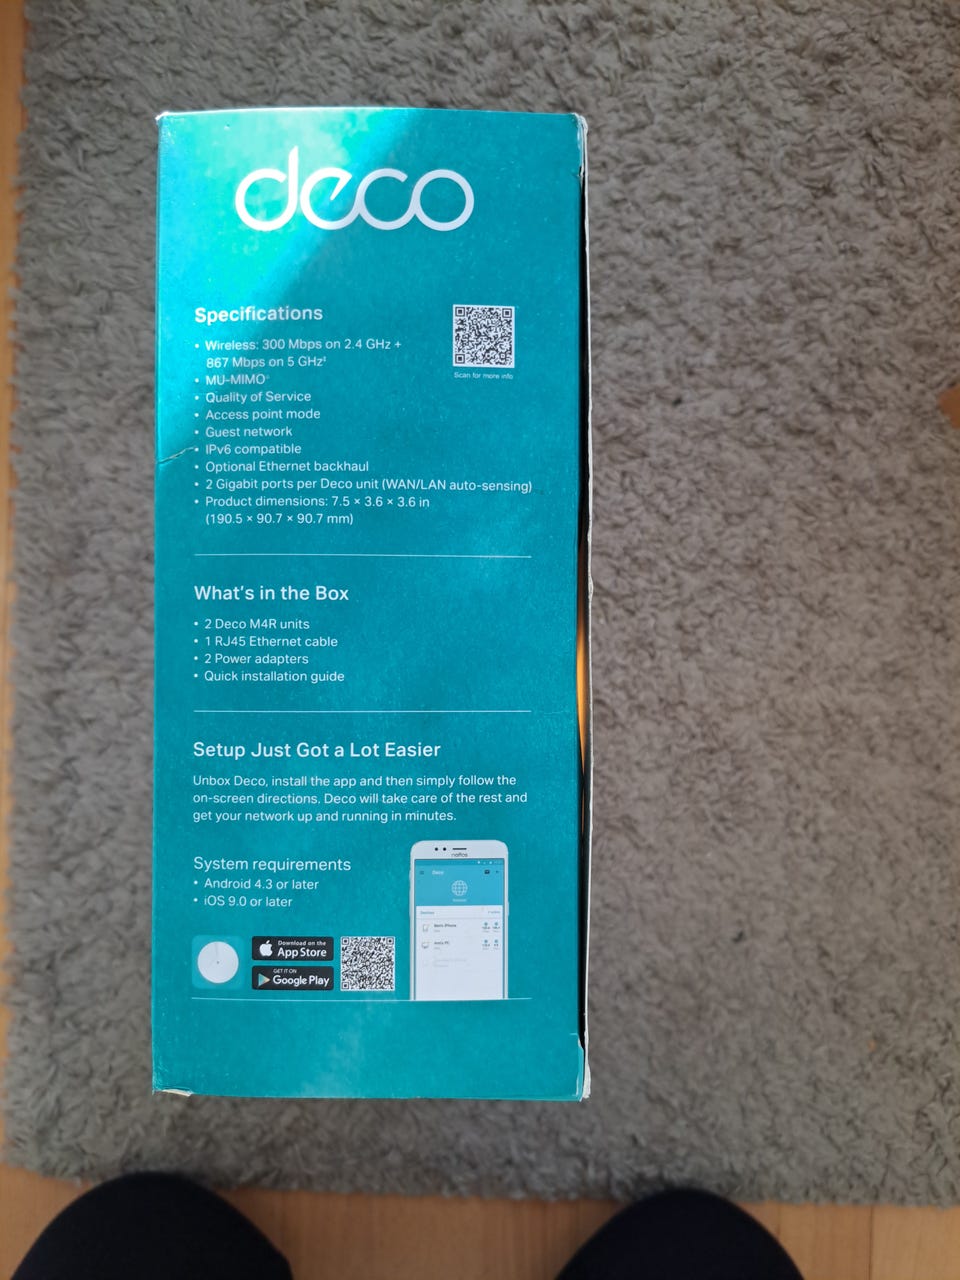 deco
Specifications
• Wireless: 300 Mbps on 2.4 GHz +
867 Mbps on 5 GHz‡
• MU-MIMO
• Quality of Service
• Access point mode
• Guest network
• IPv6 compatible
• Optional Ethernet backhaul
• 2 Gigabit ports per Deco unit (WAN/LAN auto-sensing)
• Product dimensions: 7.5 × 3.6 × 3.6 in
(190.5 × 90.7 × 90.7 mm)
Scan for more info
What's in the Box
• 2 Deco M4R units
• 1 RJ45 Ethernet cable
• 2 Power adapters
• Quick installation guide
Setup Just Got a Lot Easier
Unbox Deco, install the app and then simply follow the
on-screen directions. Deco will take care of the rest and
get your network up and running in minutes.
System requirements
• Android 4.3 or later
• iOS 9.0 or later
Download on the
App Store
GET IT ON
Google Play
neffos
Deco